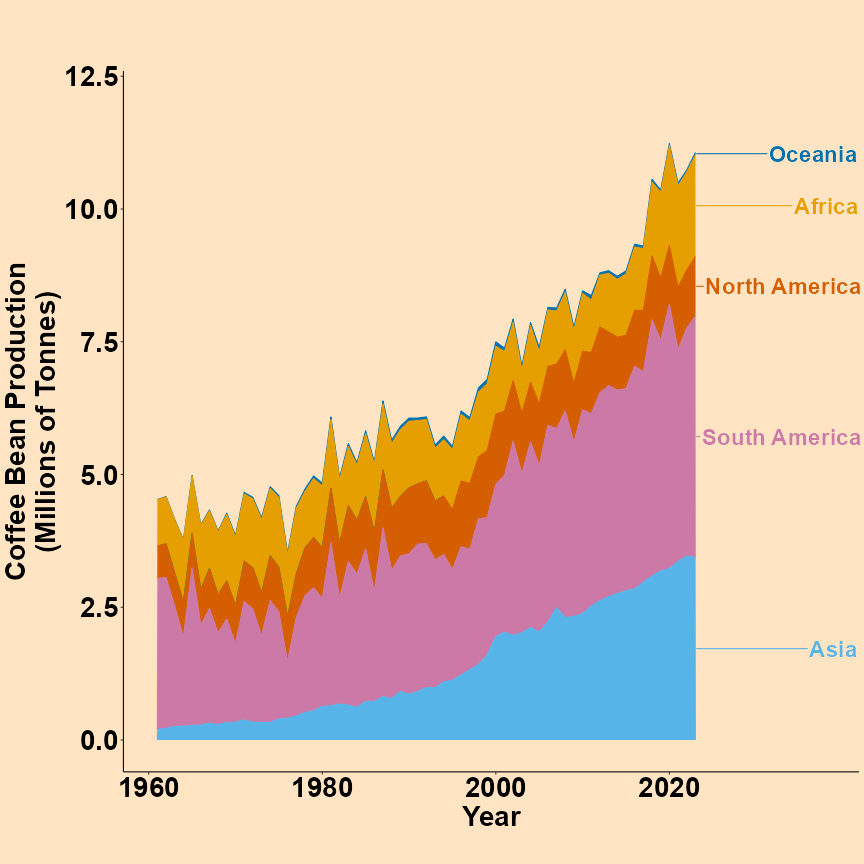 12.5
10.0
7.5
5.0
2.5
0.0
Coffee Bean Production
(Millions of Tonnes)
1960
1980
2000
2020
Year
Oceania
Africa
North America
South America
Asia